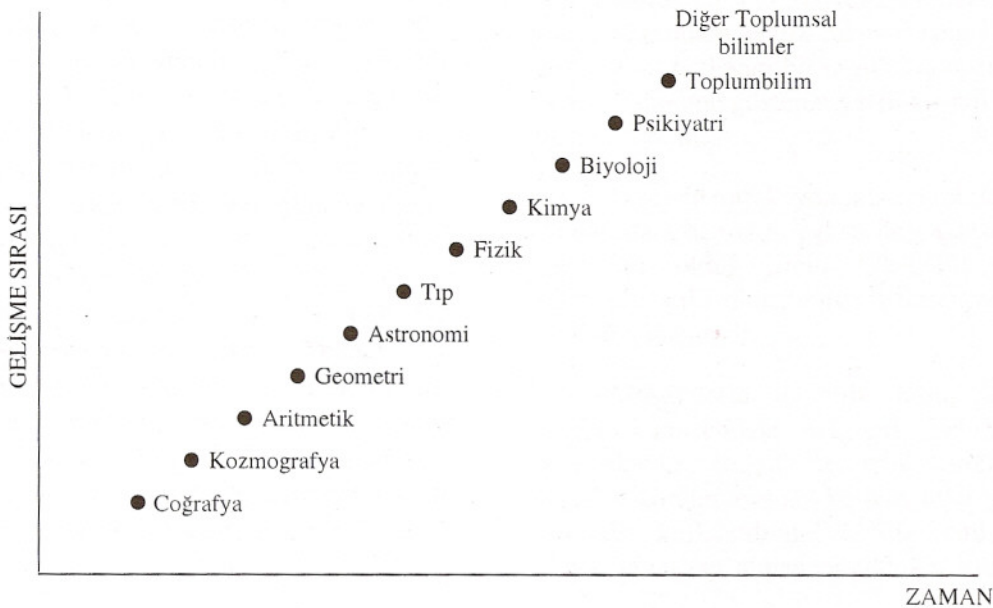 Diğer Toplumsal
bilimler
Toplumbilim
Psikiyatri
Biyoloji
Kimya
Fizik
Tıp
Astronomi
Geometri
Aritmetik
Kozmografya
Coğrafya
GELİŞME SIRASI
ZAMAN